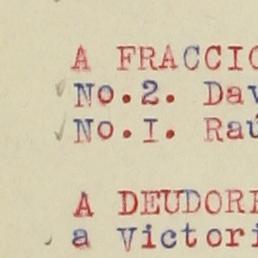 A FRACCIO
No.2. Dav
No.I. Raú
A DEUDORE
a Victori